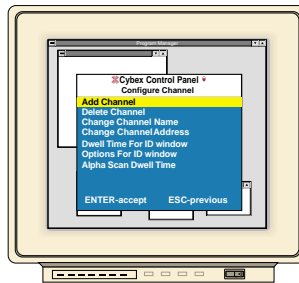 Program Manager
Cybex Control Panel
Configure Channel
Add Channel
Delete Channel
Change Channel Name
Change Channel Address
Dwell Time For ID window
Options For ID window
Alpha Scan Dwell Time
ENTER-accept ESC-previous